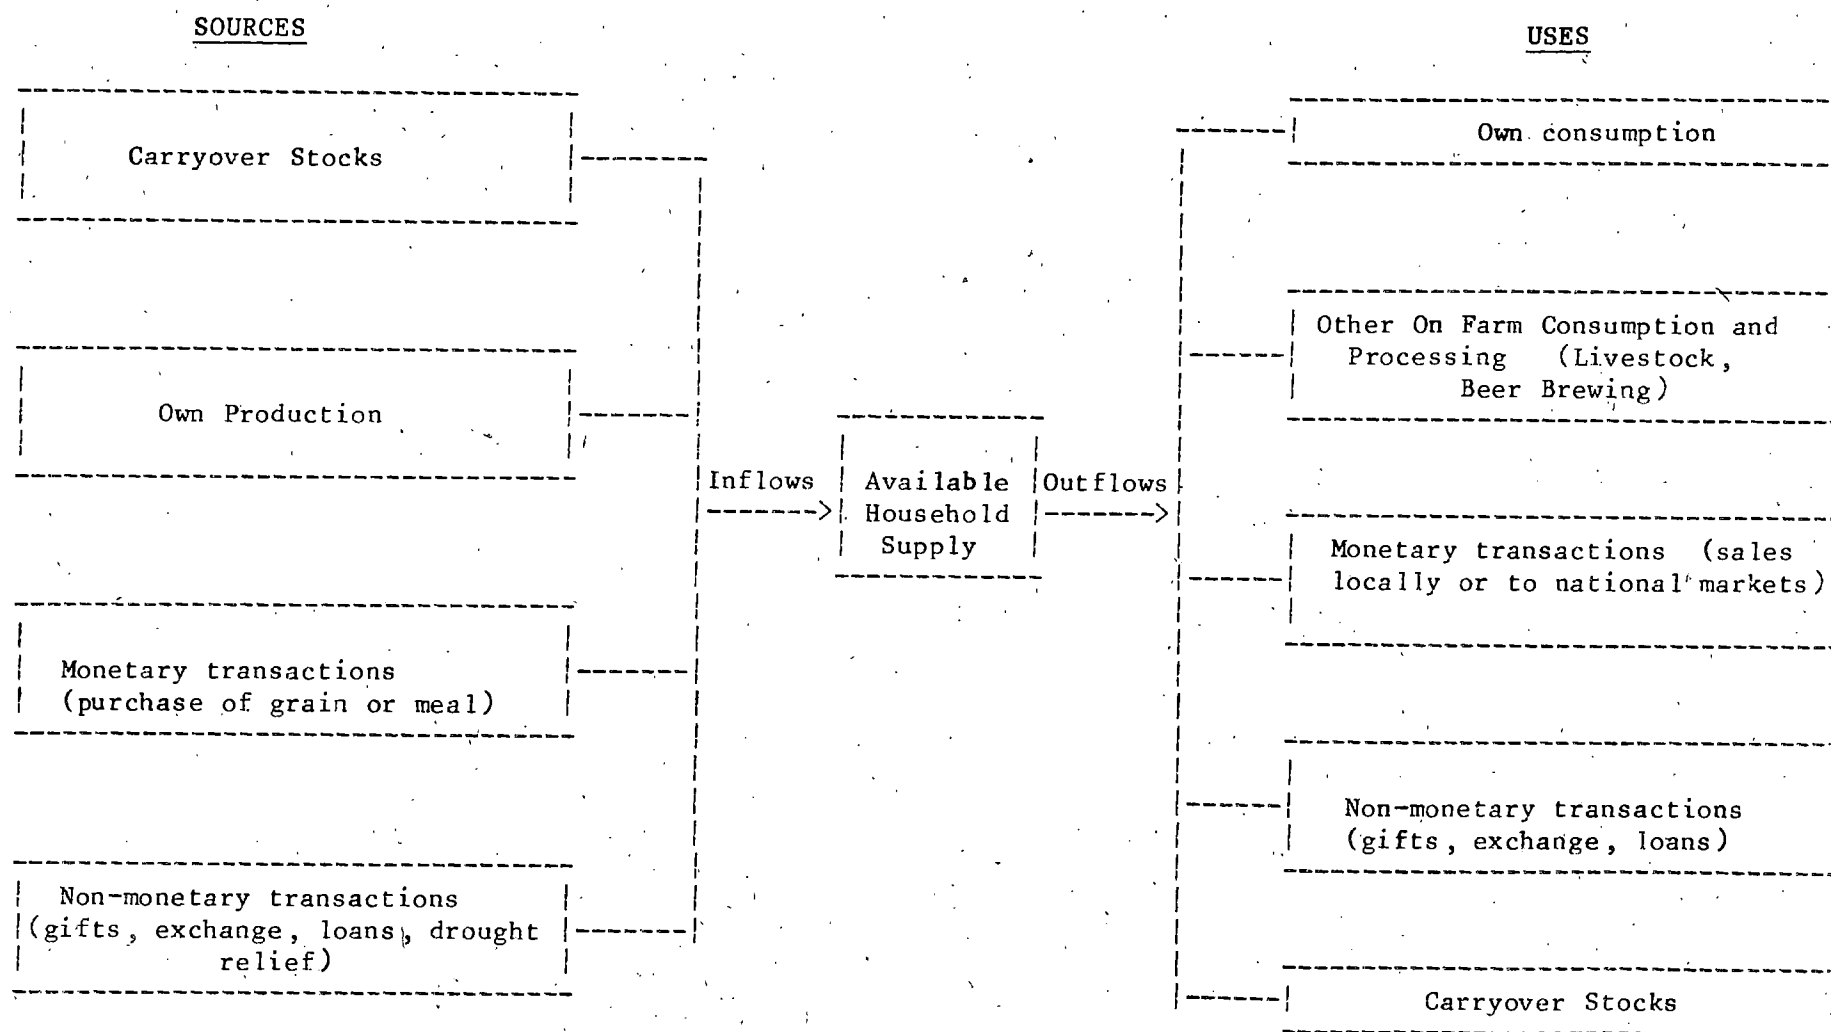 SOURCES
Carryover Stocks
Own Production
Monetary transactions
(purchase of grain or meal)
Non-monetary transactions
(gifts, exchange, loans, drought
relief)
Inflows
Available
Household
Supply
Outflows
USES
Own consumption
Other On Farm Consumption and
Processing (Livestock,
Beer Brewing)
Monetary transactions (sales
locally or to national markets)
Non-monetary transactions
(gifts, exchange, loans)
Carryover Stocks